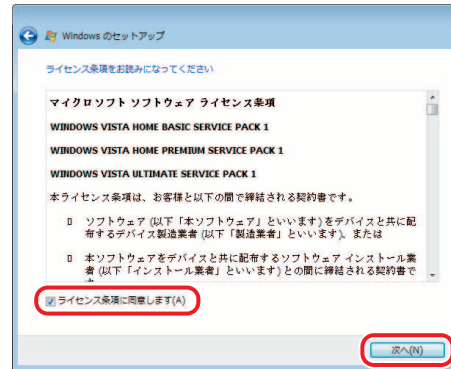 Windows のセットアップ
ライセンス条項をお読みになってください
マイクロソフト ソフトウェア ライセンス条項
WINDOWS VISTA HOME BASIC SERVICE PACK 1
WINDOWS VISTA HOME PREMIUM SERVICE PACK 1
WINDOWS VISTA ULTIMATE SERVICE PACK 1
本ライセンス条項は、お客様と以下の間で締結される契約書です。
ソフトウェア (以下「本ソフトウェア」といいます) をデバイスと共に配
布するデバイス製造業者 (以下「製造業者」といいます)、または
本ソフトウェアをデバイスと共に配布するソフトウェア インストール業
者 (以下「インストール業者」といいます) との間に締結される契約書で
ライセンス条項に同意します(A)
次へ(N)